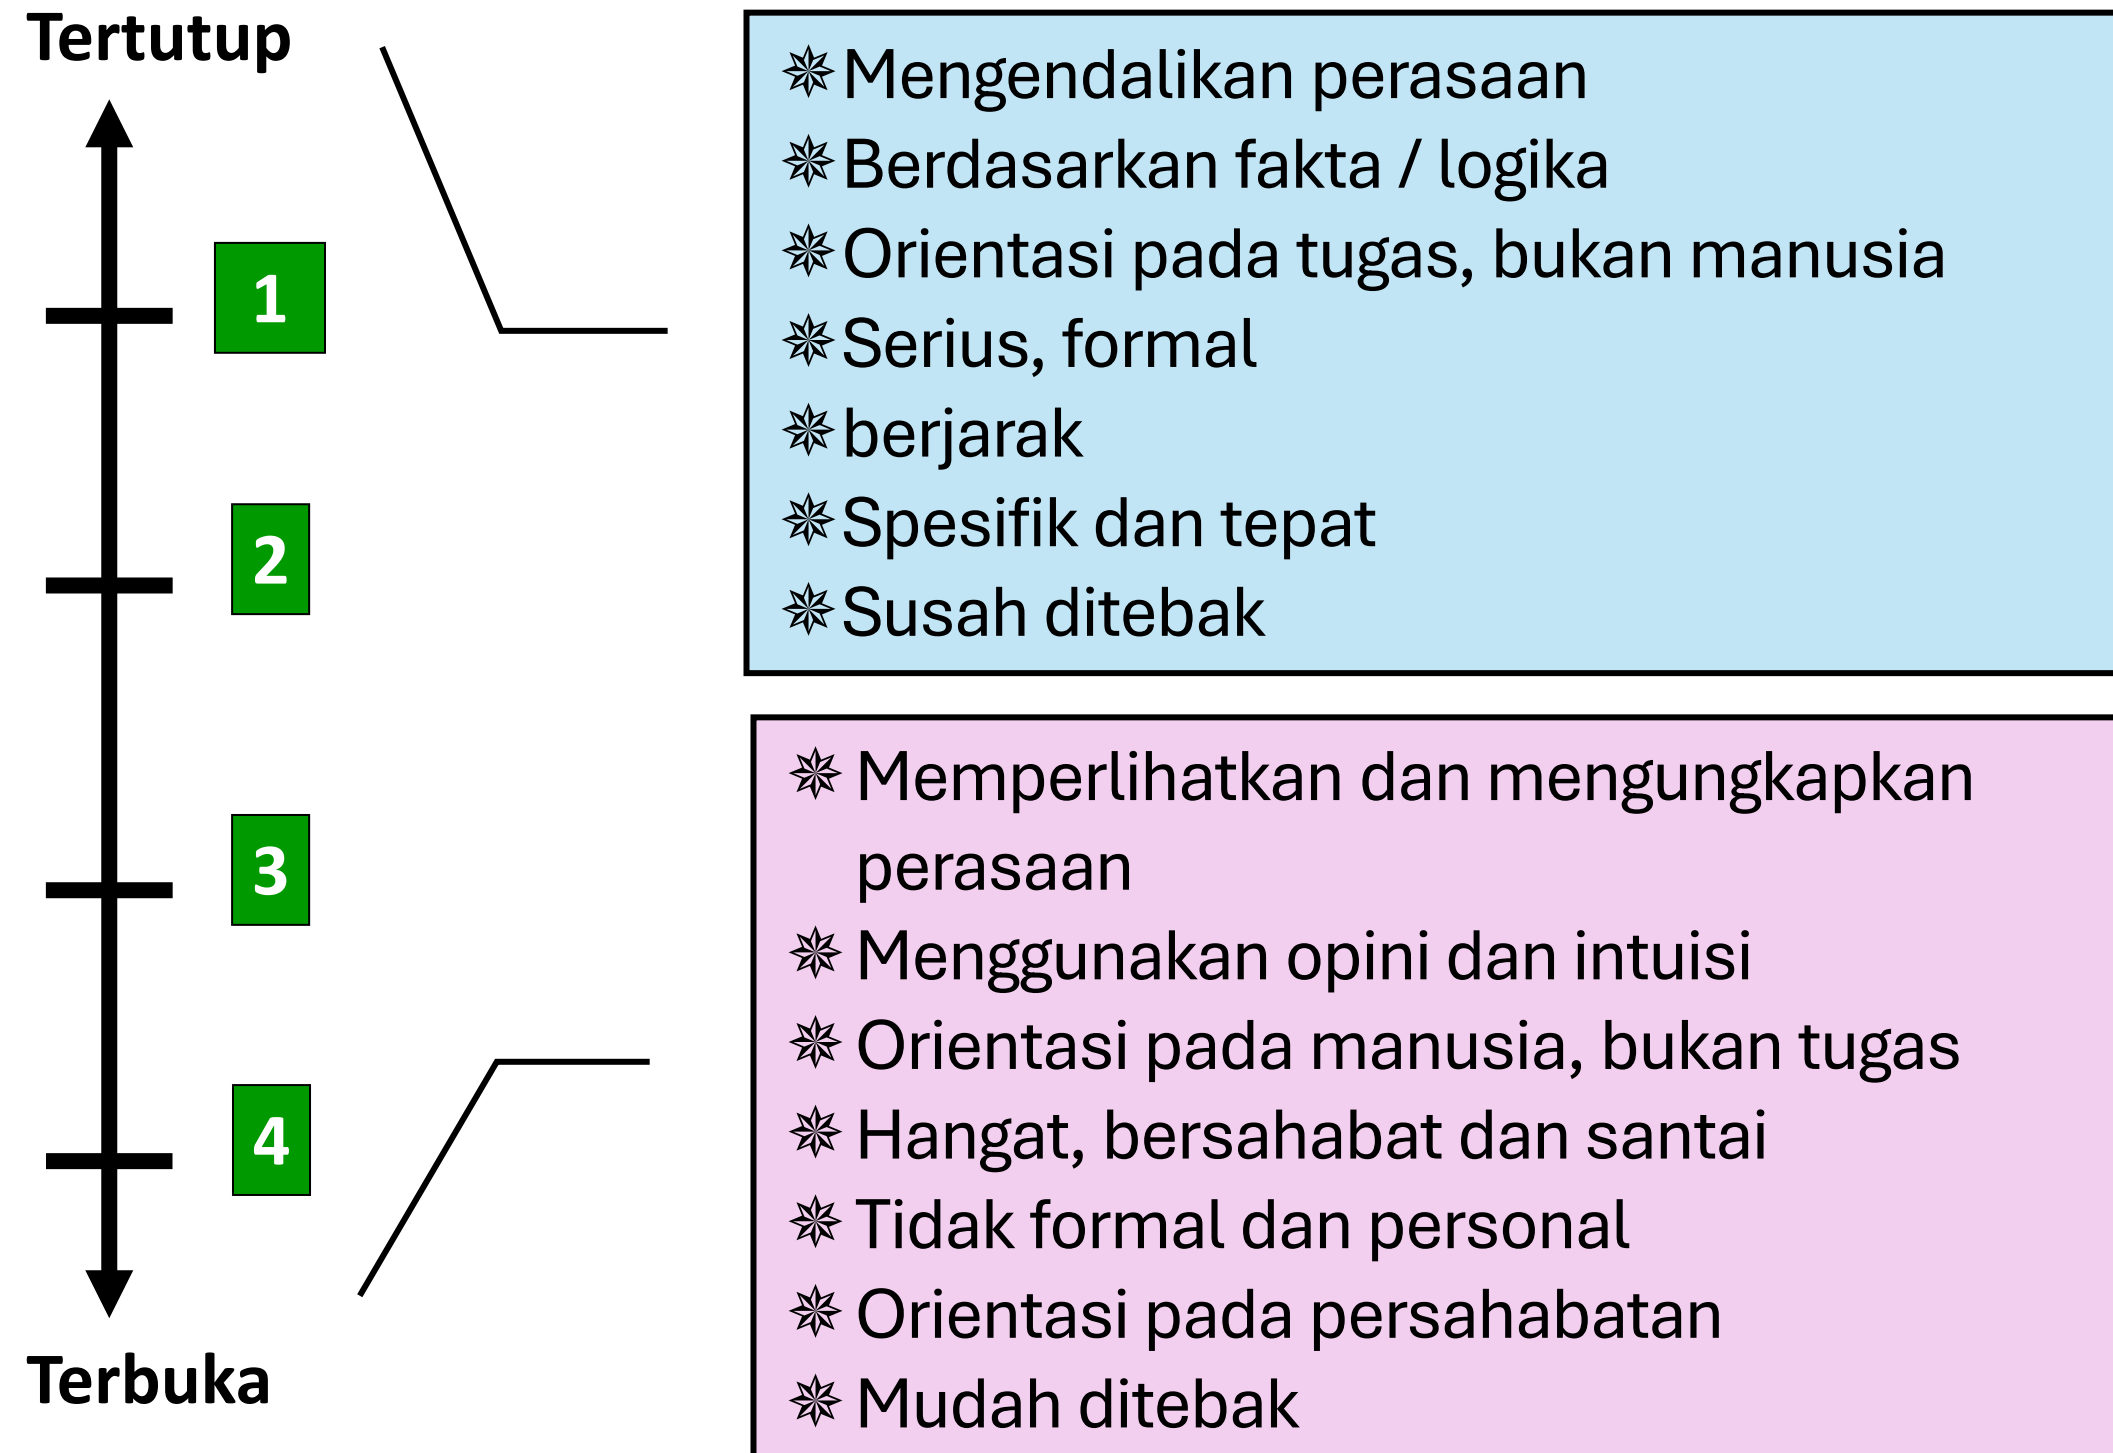 Tertutup
1
2
3
4
Terbuka
Mengendalikan perasaan
Berdasarkan fakta / logika
Orientasi pada tugas, bukan manusia
Serius, formal
berjarak
Spesifik dan tepat
Susah ditebak
Memperlihatkan dan mengungkapkan
perasaan
Menggunakan opini dan intuisi
Orientasi pada manusia, bukan tugas
Hangat, bersahabat dan santai
Tidak formal dan personal
Orientasi pada persahabatan
Mudah ditebak